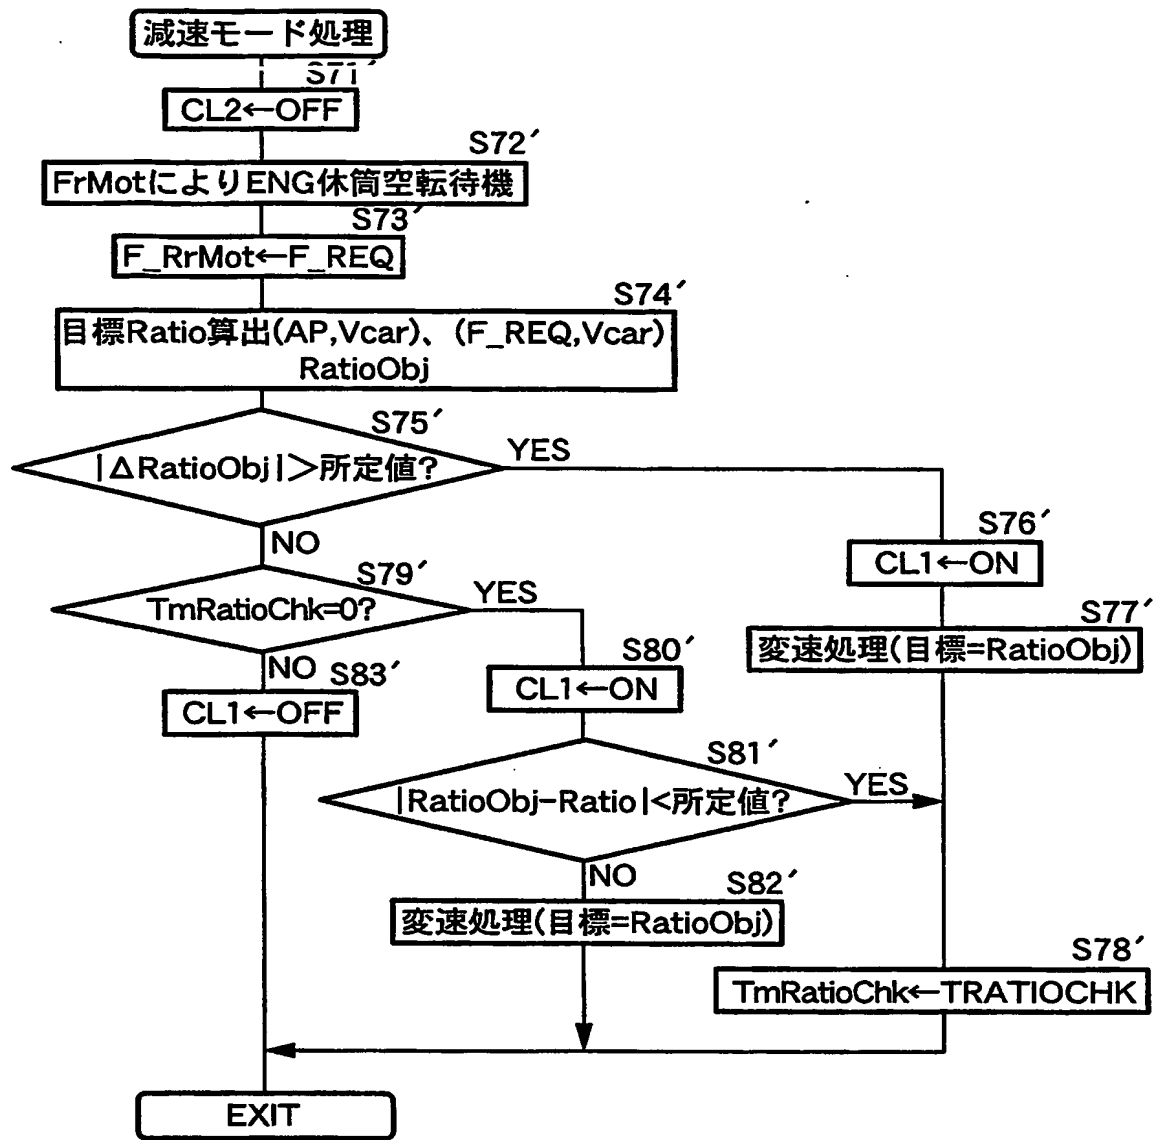 減速モード処理
S71′
CL2←OFF
S72′
FrMotによりENG休筒空転待機
S73′
F_RrMot←F_REQ
S74′
目標Ratio算出(AP,Vcar)、(F_REQ,Vcar)
RatioObj
S75′
|ΔRatioObj|>所定値?
YES
NO
S76′
CL1←ON
S77′
変速処理(目標=RatioObj)
S79′
TmRatioChk=0?
YES
NO
S83′
CL1←OFF
S80′
CL1←ON
S81′
|RatioObj-Ratio|<所定値?
YES
NO
S82′
変速処理(目標=RatioObj)
S78′
TmRatioChk←TRATIOCHK
EXIT